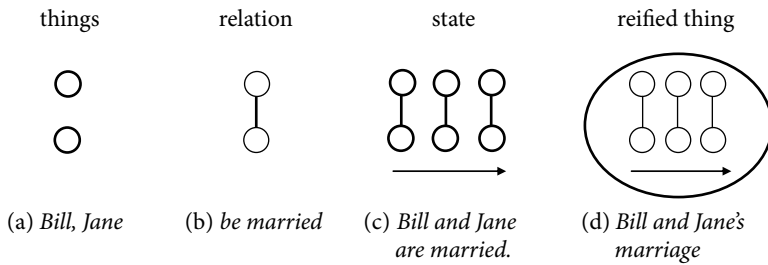 things relation state reified thing
(a) Bill, Jane (b) be married (c) Bill and Jane (d) Bill and Jane’s
are married. marriage